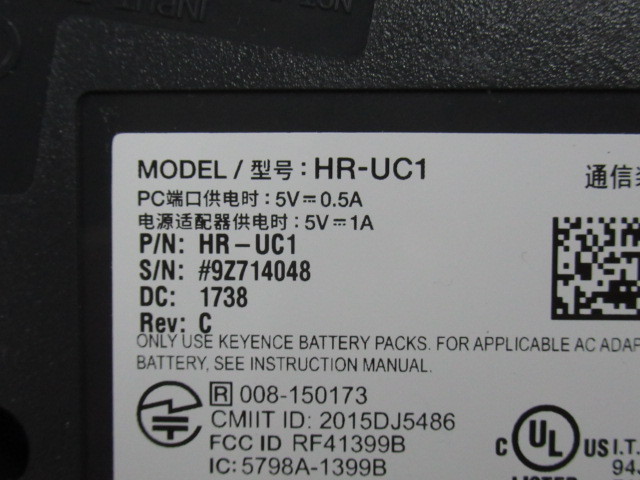 INPUT
NOT
MODEL / 型号 : HR-UC1
通信
PC端口供电时 : 5V⎓0.5A
电源适配器供电时 : 5V⎓1A
P/N: HR-UC1
S/N: #9Z714048
DC: 1738
Rev: C
ONLY USE KEYENCE BATTERY PACKS. FOR APPLICABLE AC ADAP
BATTERY, SEE INSTRUCTION MANUAL.
R 008-150173
CMIIT ID: 2015DJ5486
FCC ID RF41399B
IC: 5798A-1399B
C UL US I.T.
94J